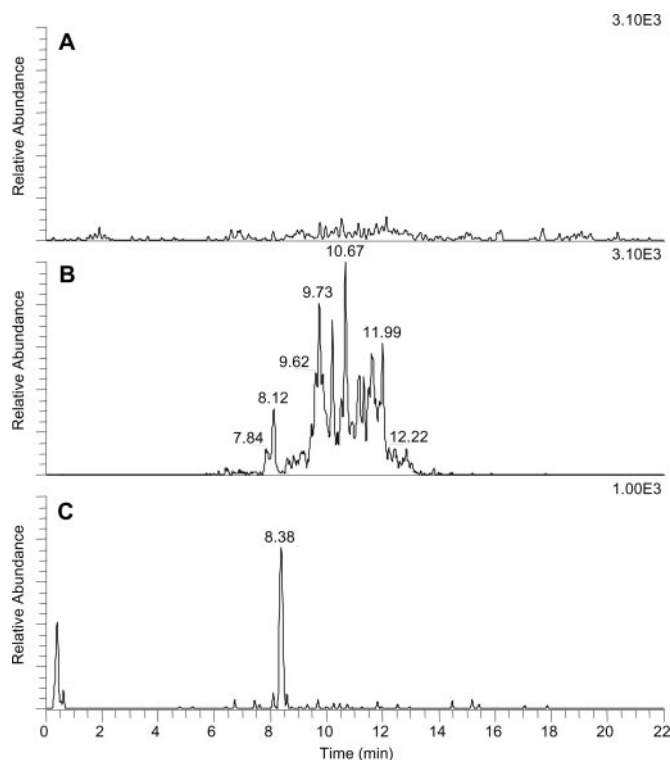 3.10E3
A
Relative Abundance
3.10E3
B
10.67
9.73
11.99
9.62
8.12
7.84
12.22
Relative Abundance
1.00E3
C
8.38
Relative Abundance
0 2 4 6 8 10 12 14 16 18 20 22
Time (min)